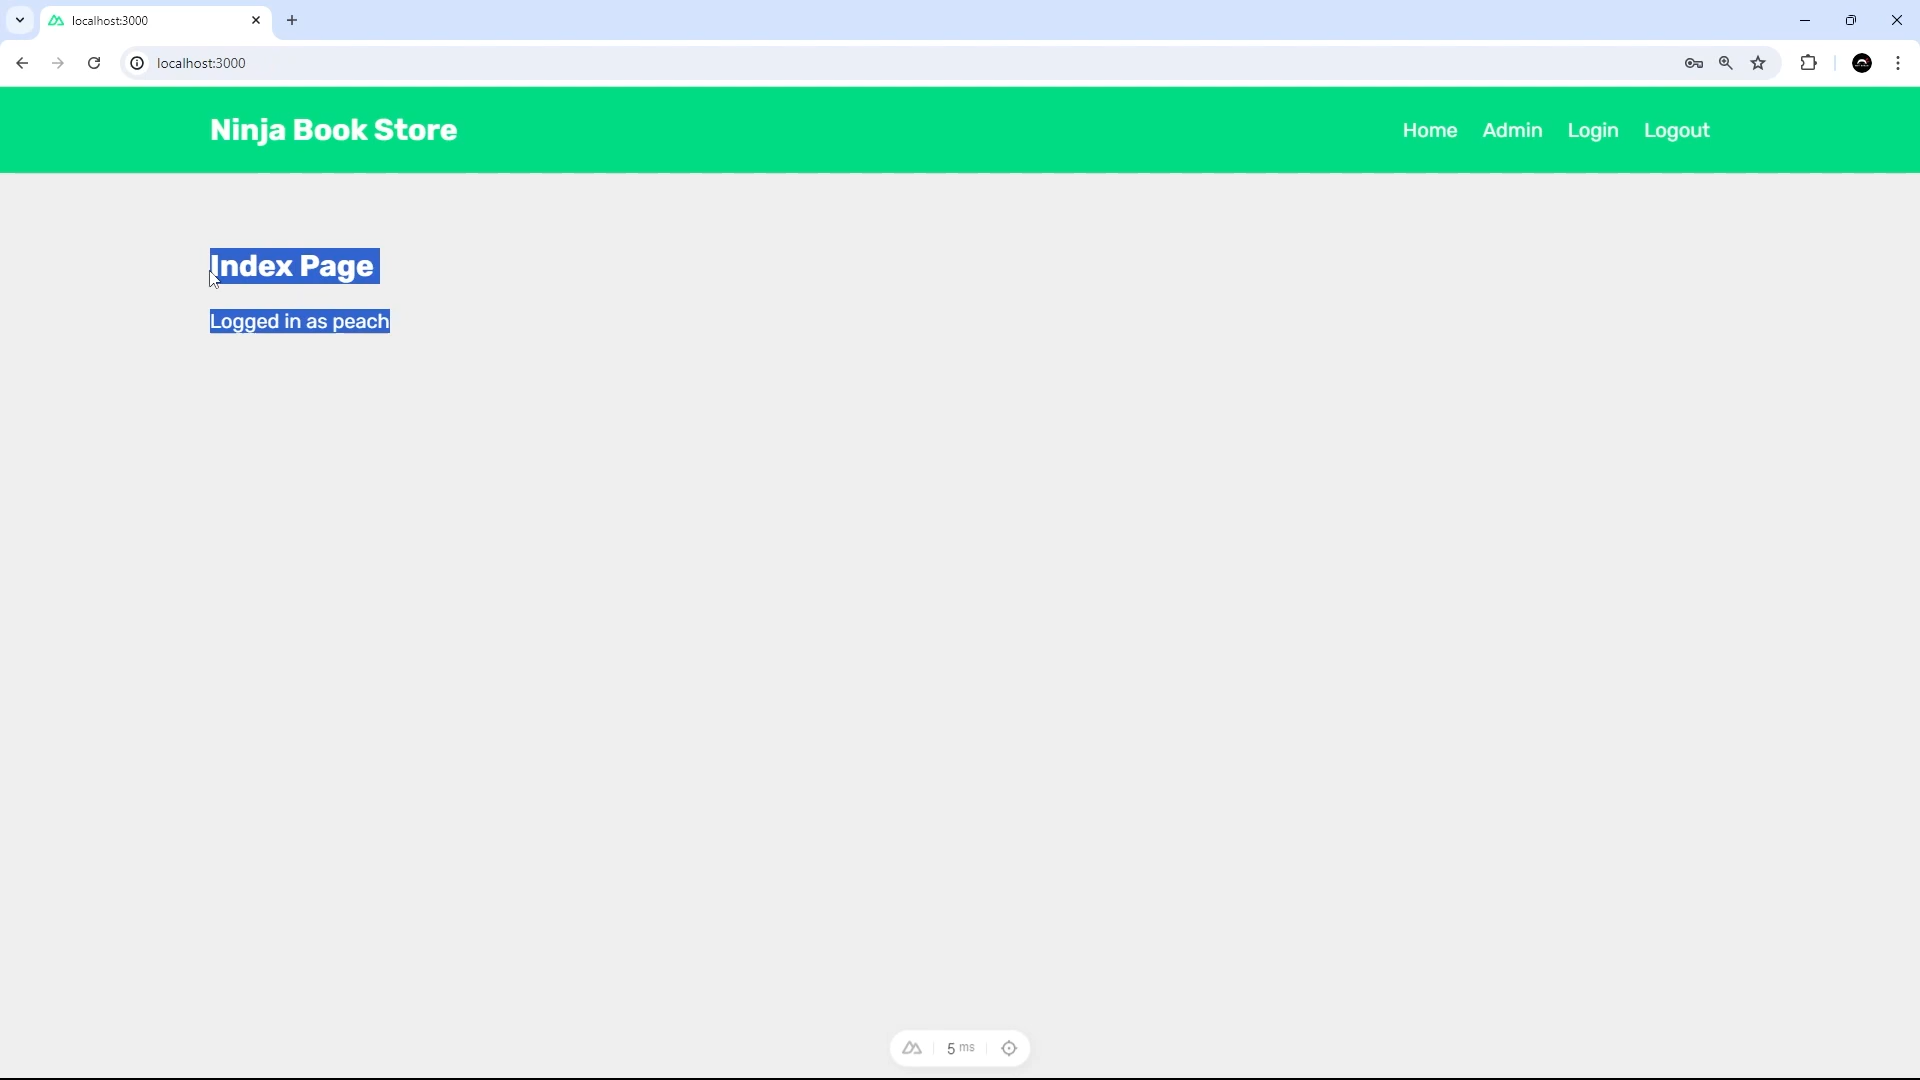 localhost:3000
localhost:3000
Ninja Book Store
Home Admin Login Logout
Index Page
Logged in as peach
5 ms